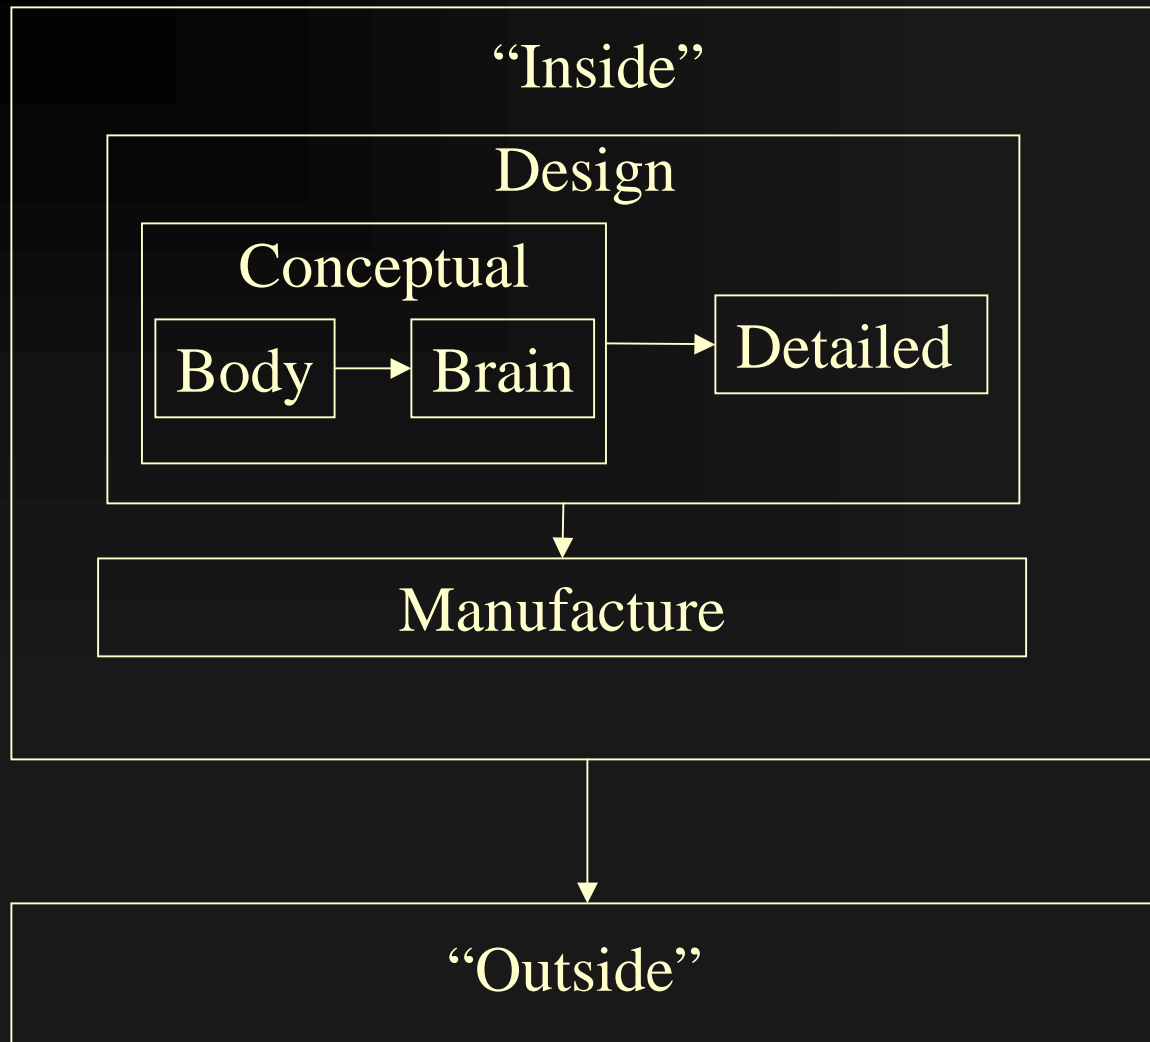 “Inside”
Design
Conceptual
Body
Brain
Detailed
Manufacture
“Outside”